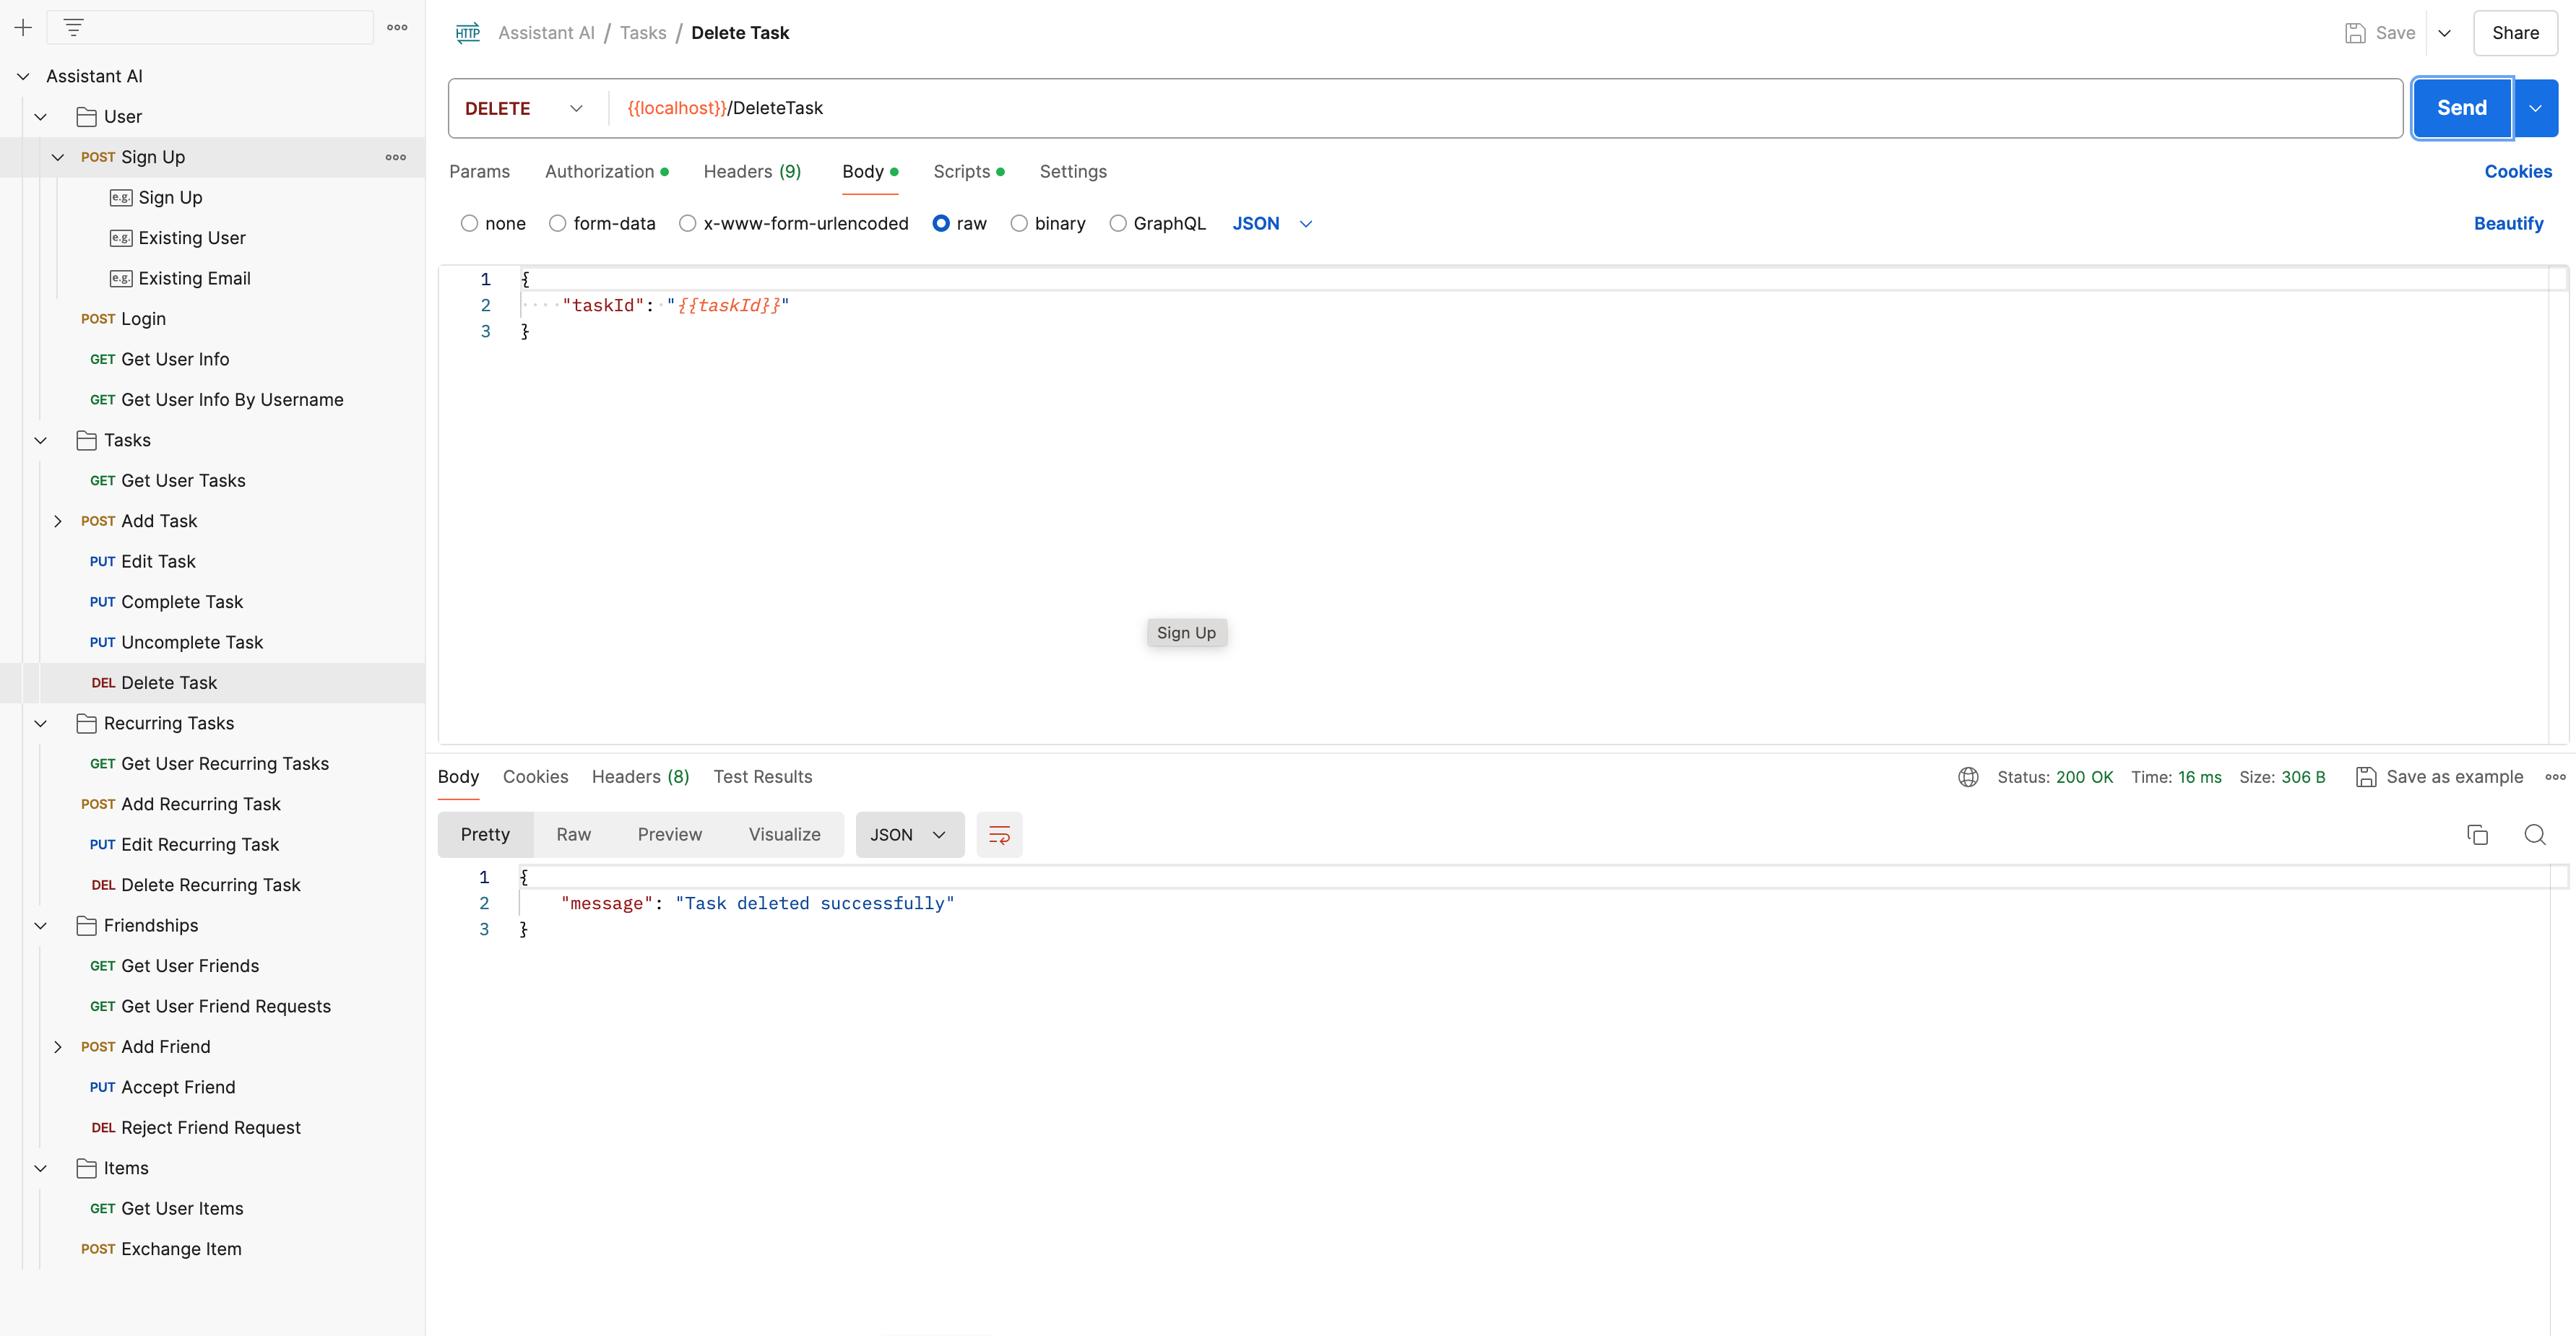 Assistant AI
User
POST Sign Up
e.g. Sign Up
e.g. Existing User
e.g. Existing Email
POST Login
GET Get User Info
GET Get User Info By Username
Tasks
GET Get User Tasks
POST Add Task
PUT Edit Task
PUT Complete Task
PUT Uncomplete Task
DEL Delete Task
Recurring Tasks
GET Get User Recurring Tasks
POST Add Recurring Task
PUT Edit Recurring Task
DEL Delete Recurring Task
Friendships
GET Get User Friends
GET Get User Friend Requests
POST Add Friend
PUT Accept Friend
DEL Reject Friend Request
Items
GET Get User Items
POST Exchange Item
HTTP Assistant AI / Tasks / Delete Task Save Share
DELETE {{localhost}}/DeleteTask Send
Params Authorization Headers (9) Body Scripts Settings Cookies
none form-data x-www-form-urlencoded raw binary GraphQL JSON Beautify
1 {
2 "taskId": "{{taskId}}"
3 }
Sign Up
Body Cookies Headers (8) Test Results Status: 200 OK Time: 16 ms Size: 306 B Save as example
Pretty Raw Preview Visualize JSON
1 {
2 "message": "Task deleted successfully"
3 }